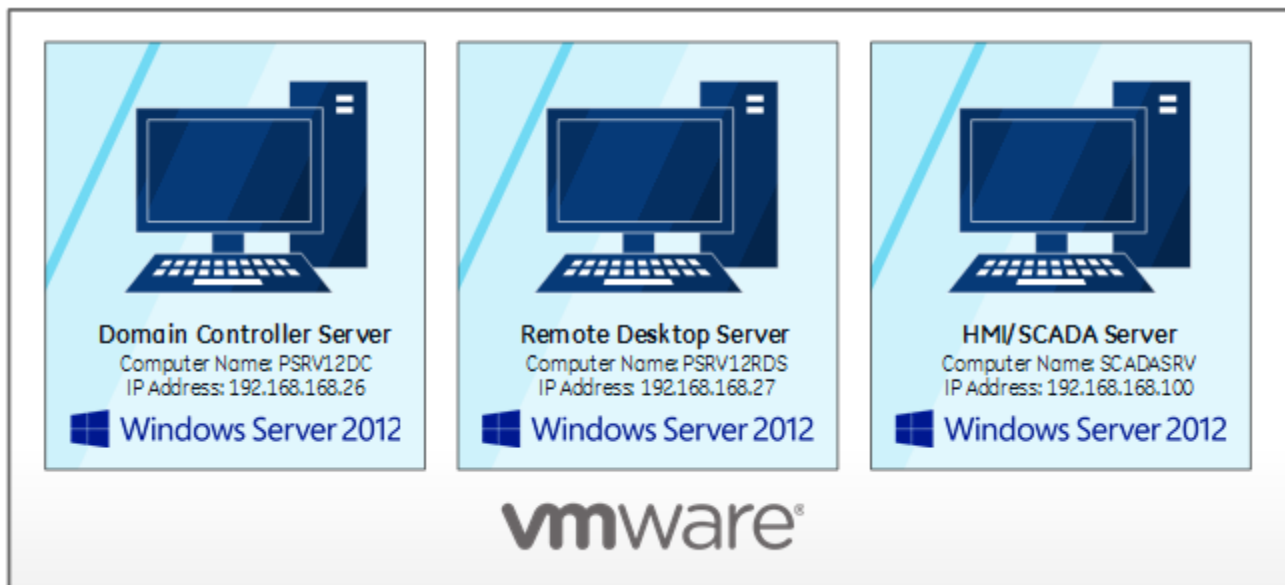 Domain Controller Server
Computer Name: PSRV12DC
IP Address: 192.168.168.26
Windows Server 2012
Remote Desktop Server
Computer Name: PSRV12RDS
IP Address: 192.168.168.27
Windows Server 2012
HMI/SCADA Server
Computer Name: SCADASRV
IP Address: 192.168.168.100
Windows Server 2012
vmware®